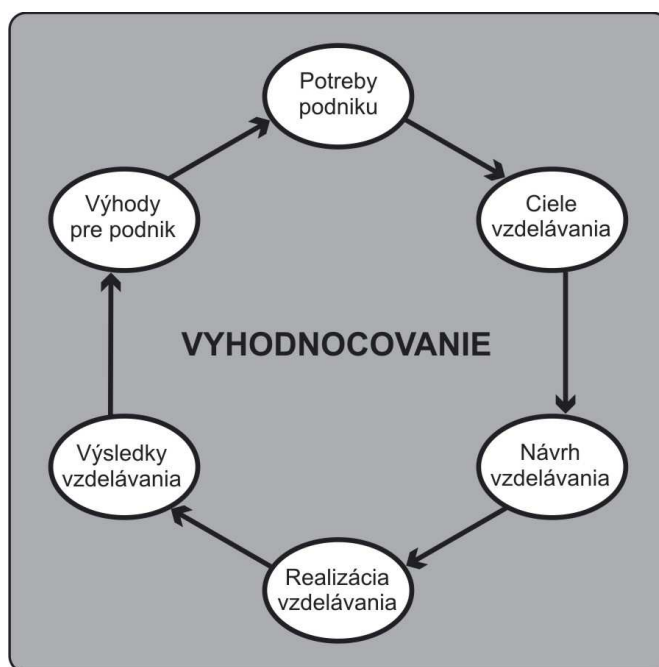 Potreby
podniku
Ciele
vzdelávania
Návrh
vzdelávania
Realizácia
vzdelávania
Výsledky
vzdelávania
Výhody
pre podnik
VYHODNOCOVANIE